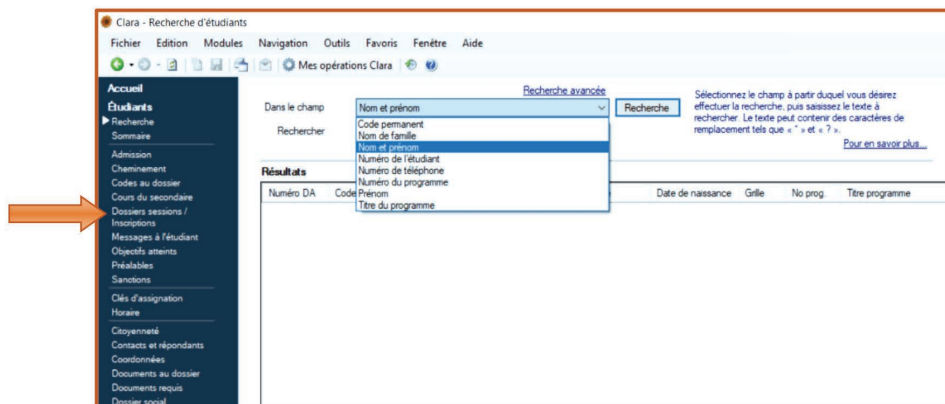 Clara - Recherche d'étudiants
Fichier Edition Modules Navigation Outils Favoris Fenêtre Aide
Mes opérations Clara
Accueil
Étudiants
Recherche
Sommaire
Admission
Cheminement
Codes au dossier
Cours du secondaire
Dossiers sessions /
Inscriptions
Messages à l'étudiant
Objectifs atteints
Préalables
Sanctions
Clés d'assignation
Horaire
Citoyenneté
Contacts et répondants
Coordonnées
Documents au dossier
Documents requis
Dossier social
Recherche avancée
Dans le champ Nom et prénom Recherche
Rechercher
Code permanent
Nom de famille
Nom et prénom
Numéro de l'étudiant
Numéro de téléphone
Numéro du programme
Prénom
Titre du programme
Sélectionnez le champ à partir duquel vous désirez
effectuer la recherche, puis saisissez le texte à
rechercher. Le texte peut contenir des caractères de
remplacement tels que « * » et « ? ».
Pour en savoir plus...
Résultats
Numéro DA Code Date de naissance Grille No prog. Titre programme